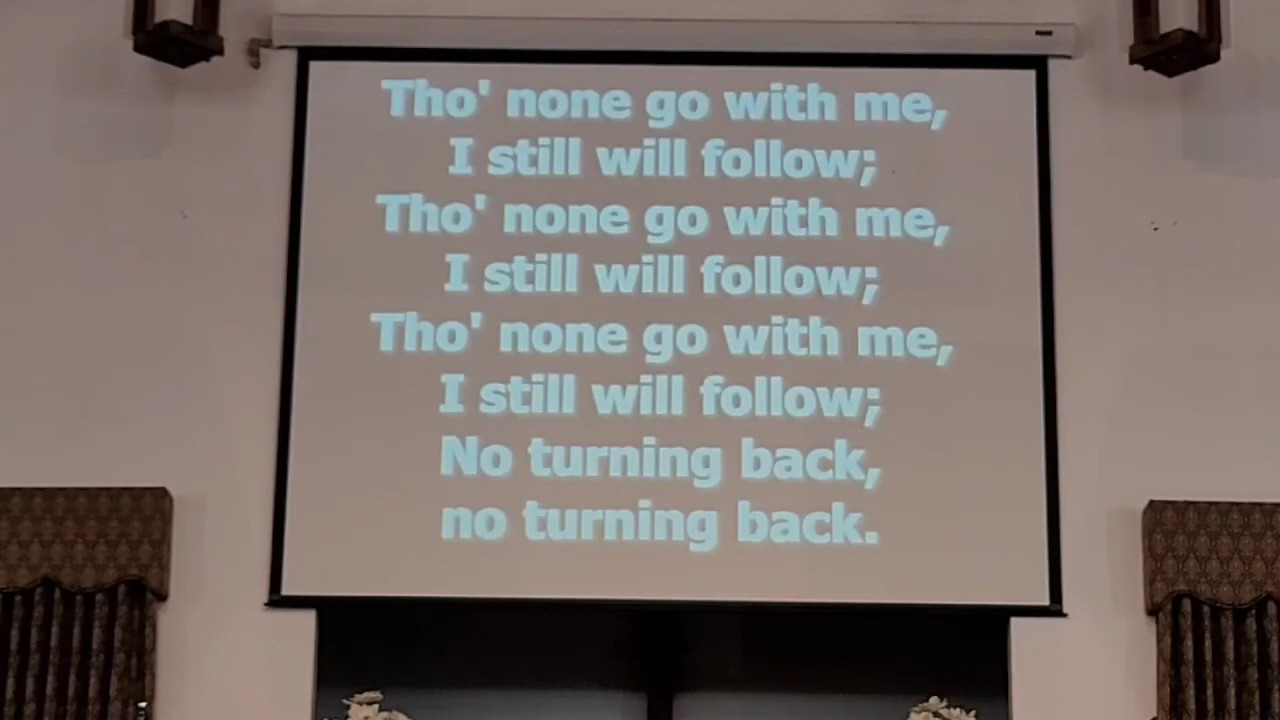 Tho' none go with me,
I still will follow;
Tho' none go with me,
I still will follow;
Tho' none go with me,
I still will follow;
No turning back,
no turning back.